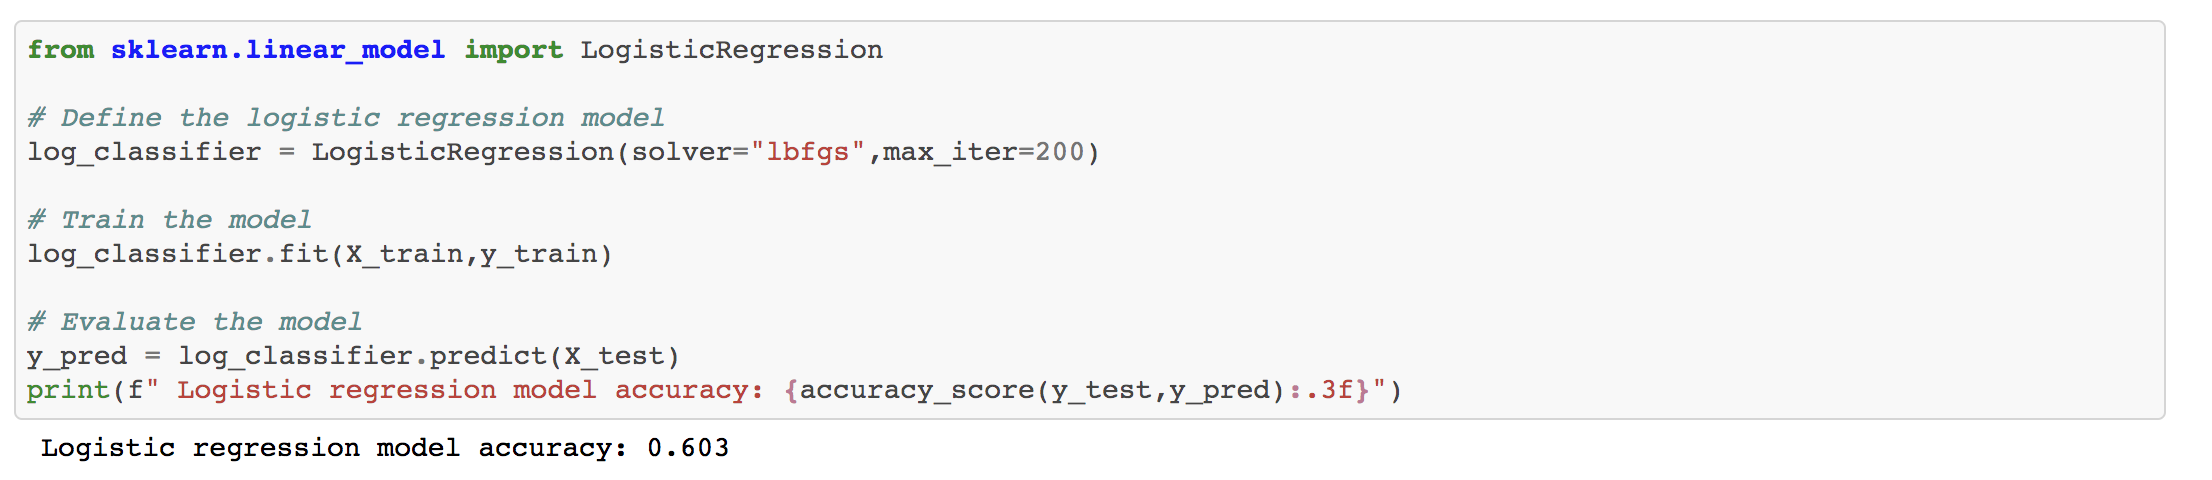 from sklearn.linear_model import LogisticRegression
# Define the logistic regression model
log_classifier = LogisticRegression(solver="lbfgs",max_iter=200)
# Train the model
log_classifier.fit(X_train,y_train)
# Evaluate the model
y_pred = log_classifier.predict(X_test)
print(f" Logistic regression model accuracy: {accuracy_score(y_test,y_pred):.3f}")
Logistic regression model accuracy: 0.603